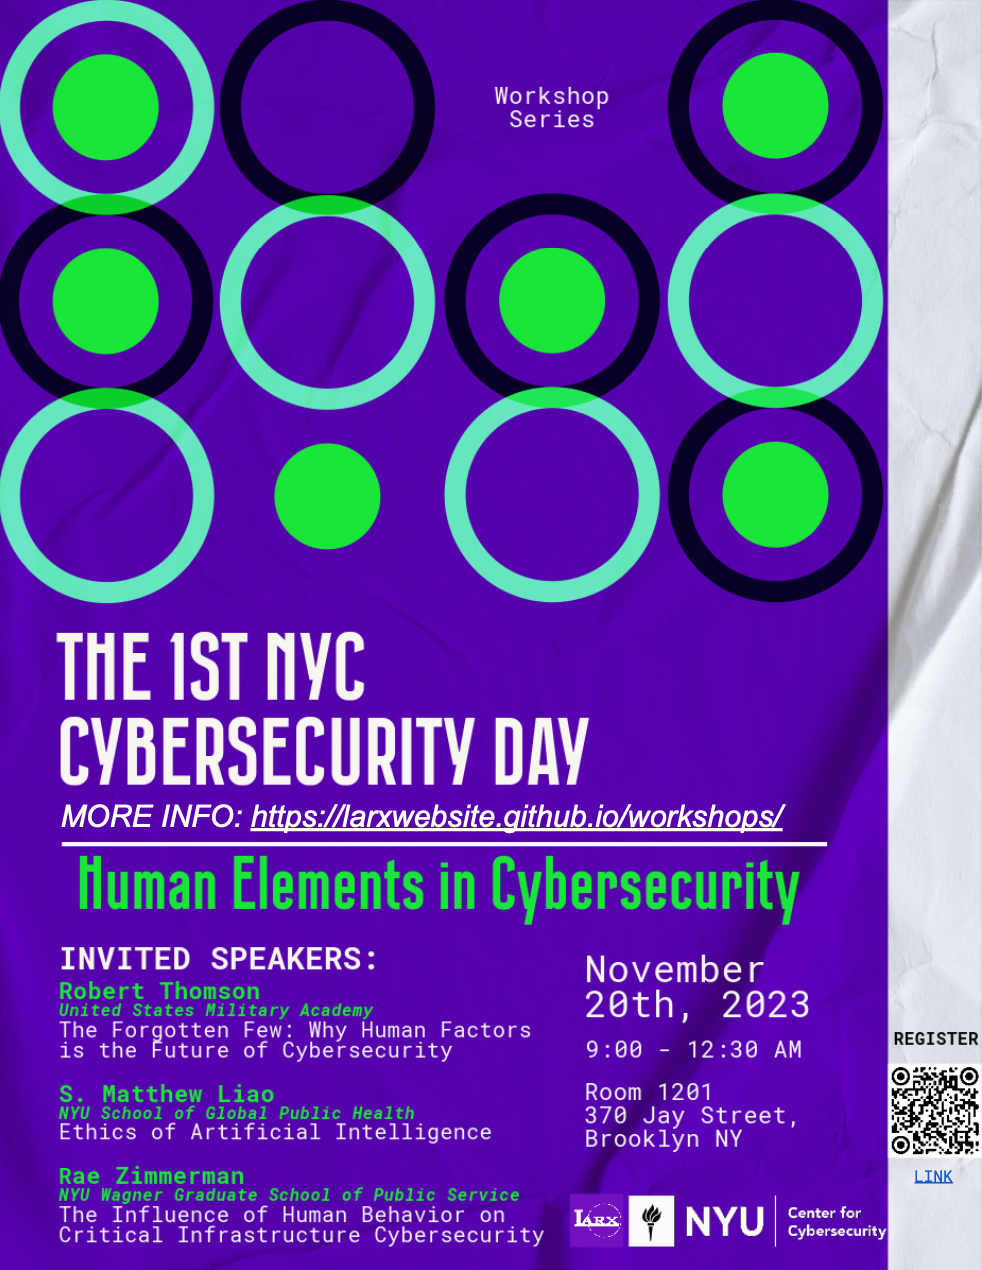 Workshop
Series
THE 1ST NYC
CYBERSECURITY DAY
MORE INFO: https://larxwebsite.github.io/workshops/
Human Elements in Cybersecurity
INVITED SPEAKERS:
Robert Thomson
United States Military Academy
The Forgotten Few: Why Human Factors
is the Future of Cybersecurity
S. Matthew Liao
NYU School of Global Public Health
Ethics of Artificial Intelligence
Rae Zimmerman
NYU Wagner Graduate School of Public Service
The Influence of Human Behavior on
Critical Infrastructure Cybersecurity
November
20th, 2023
9:00 - 12:30 AM
Room 1201
370 Jay Street,
Brooklyn NY
LARX
NYU
Center for
Cybersecurity
REGISTER
LINK